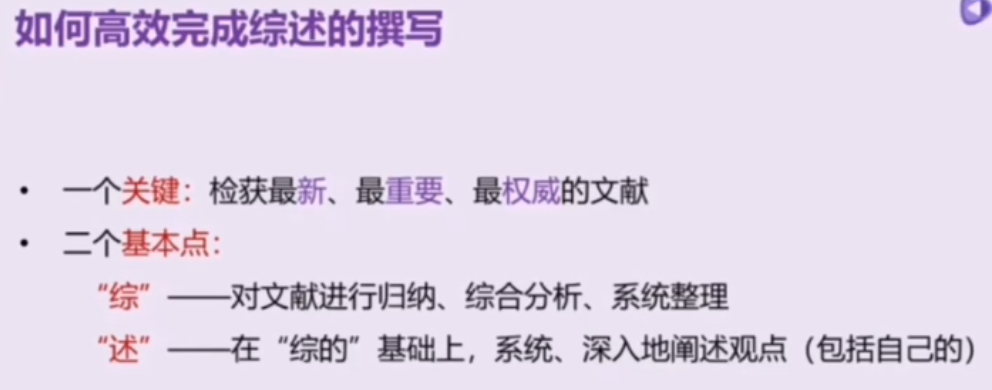 如何高效完成综述的撰写
• 一个关键：检获最新、最重要、最权威的文献
• 二个基本点：
“综”——对文献进行归纳、综合分析、系统整理
“述”——在“综的”基础上，系统、深入地阐述观点（包括自己的）